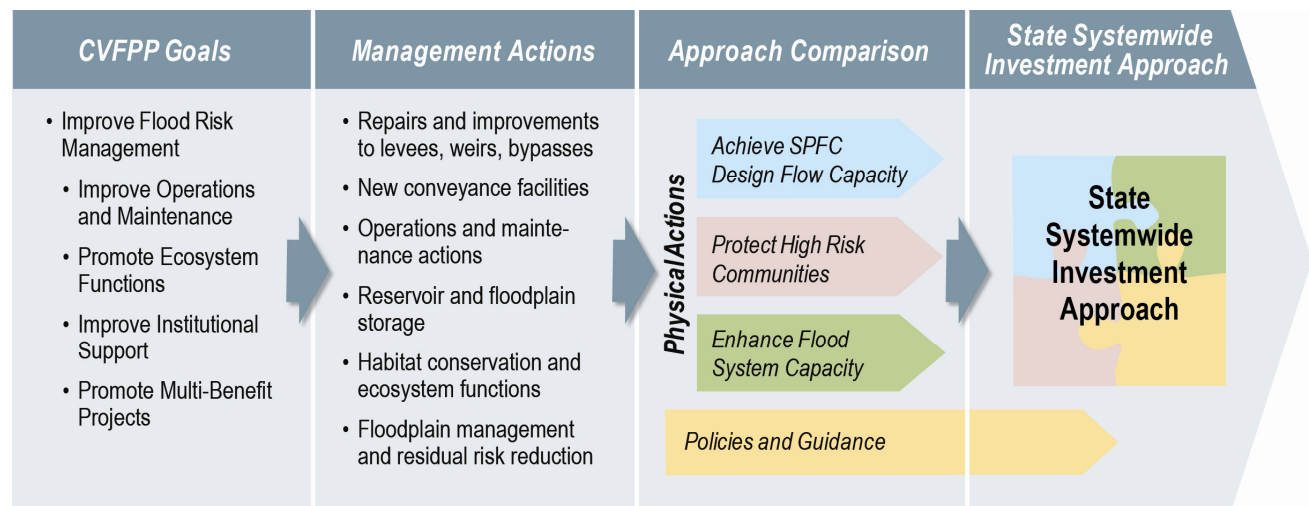 CVFPP Goals
• Improve Flood Risk
Management
• Improve Operations
and Maintenance
• Promote Ecosystem
Functions
• Improve Institutional
Support
• Promote Multi-Benefit
Projects
Management Actions
• Repairs and improvements
to levees, weirs, bypasses
• New conveyance facilities
• Operations and mainte-
nance actions
• Reservoir and floodplain
storage
• Habitat conservation and
ecosystem functions
• Floodplain management
and residual risk reduction
Approach Comparison
Physical Actions
Achieve SPFC
Design Flow Capacity
Protect High Risk
Communities
Enhance Flood
System Capacity
Policies and Guidance
State Systemwide
Investment Approach
State
Systemwide
Investment
Approach